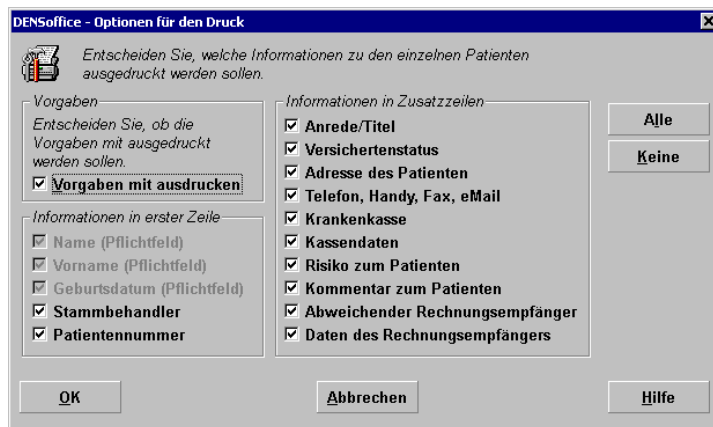 DENSoffice - Optionen für den Druck
Entscheiden Sie, welche Informationen zu den einzelnen Patienten
ausgedruckt werden sollen.
Vorgaben
Entscheiden Sie, ob die
Vorgaben mit ausgedruckt
werden sollen.
Vorgaben mit ausdrucken
Informationen in erster Zeile
Name (Pflichtfeld)
Vorname (Pflichtfeld)
Geburtsdatum (Pflichtfeld)
Stammbehandler
Patientennummer
Informationen in Zusatzzeilen
Anrede/Titel
Versichertenstatus
Adresse des Patienten
Telefon, Handy, Fax, eMail
Krankenkasse
Kassendaten
Risiko zum Patienten
Kommentar zum Patienten
Abweichender Rechnungsempfänger
Daten des Rechnungsempfängers
Alle
Keine
OK
Abbrechen
Hilfe